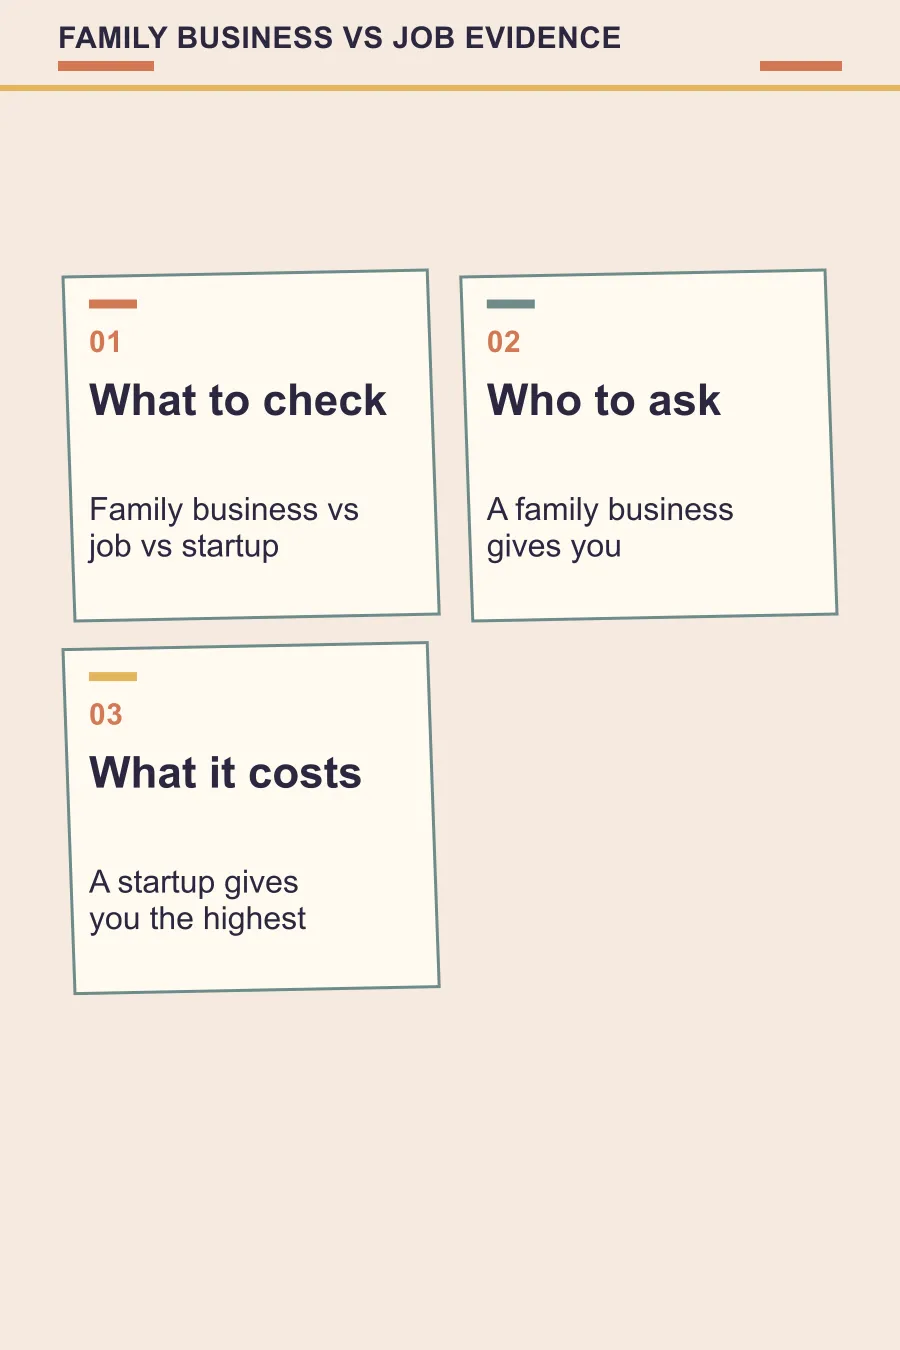 FAMILY BUSINESS VS JOB EVIDENCE
01
What to check
Family business vs
job vs startup
02
Who to ask
A family business
gives you
03
What it costs
A startup gives
you the highest